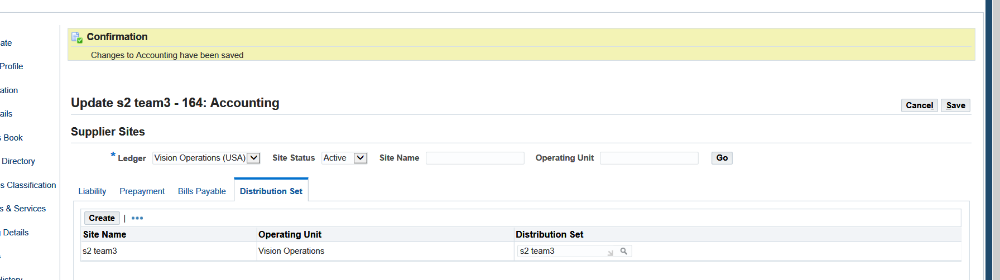 Confirmation
Changes to Accounting have been saved
Update s2 team3 - 164: Accounting
Cancel Save
Supplier Sites
* Ledger Vision Operations (USA) Site Status Active Site Name Operating Unit Go
Liability Prepayment Bills Payable Distribution Set
Create | •••
Site Name Operating Unit Distribution Set
s2 team3 Vision Operations s2 team3
ate
Profile
ation
ails
s Book
Directory
s Classification
s & Services
Details
History